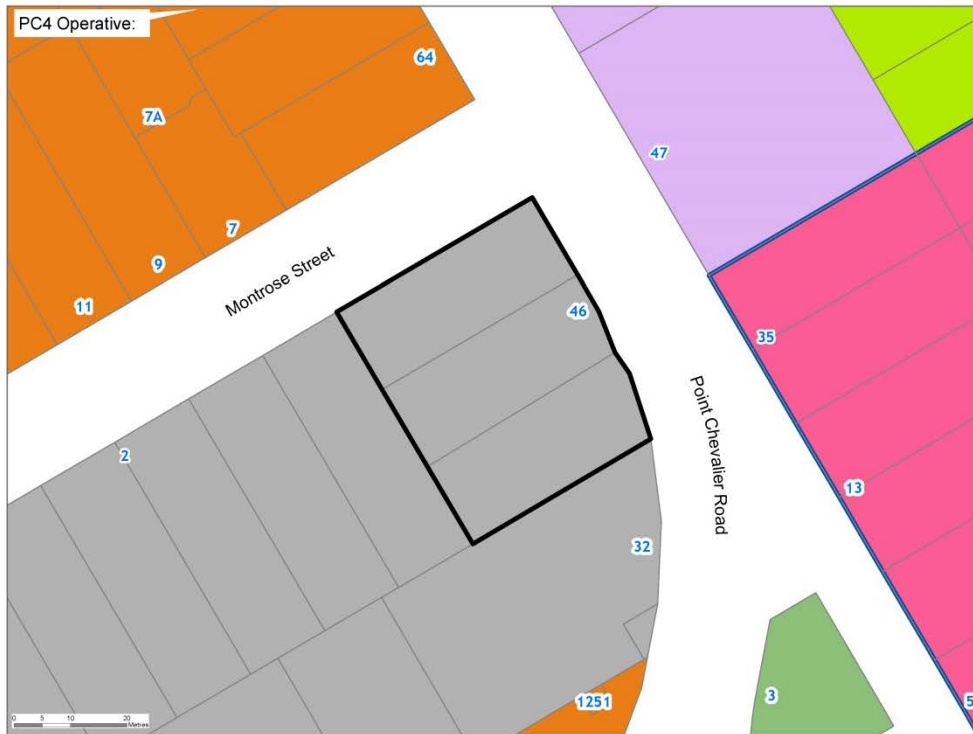 PC4 Operative:
64
7A
47
7
9
Montrose Street
11
46
35
2
Point Chevalier Road
13
32
3
1251
5
0 5 10 20
Metres